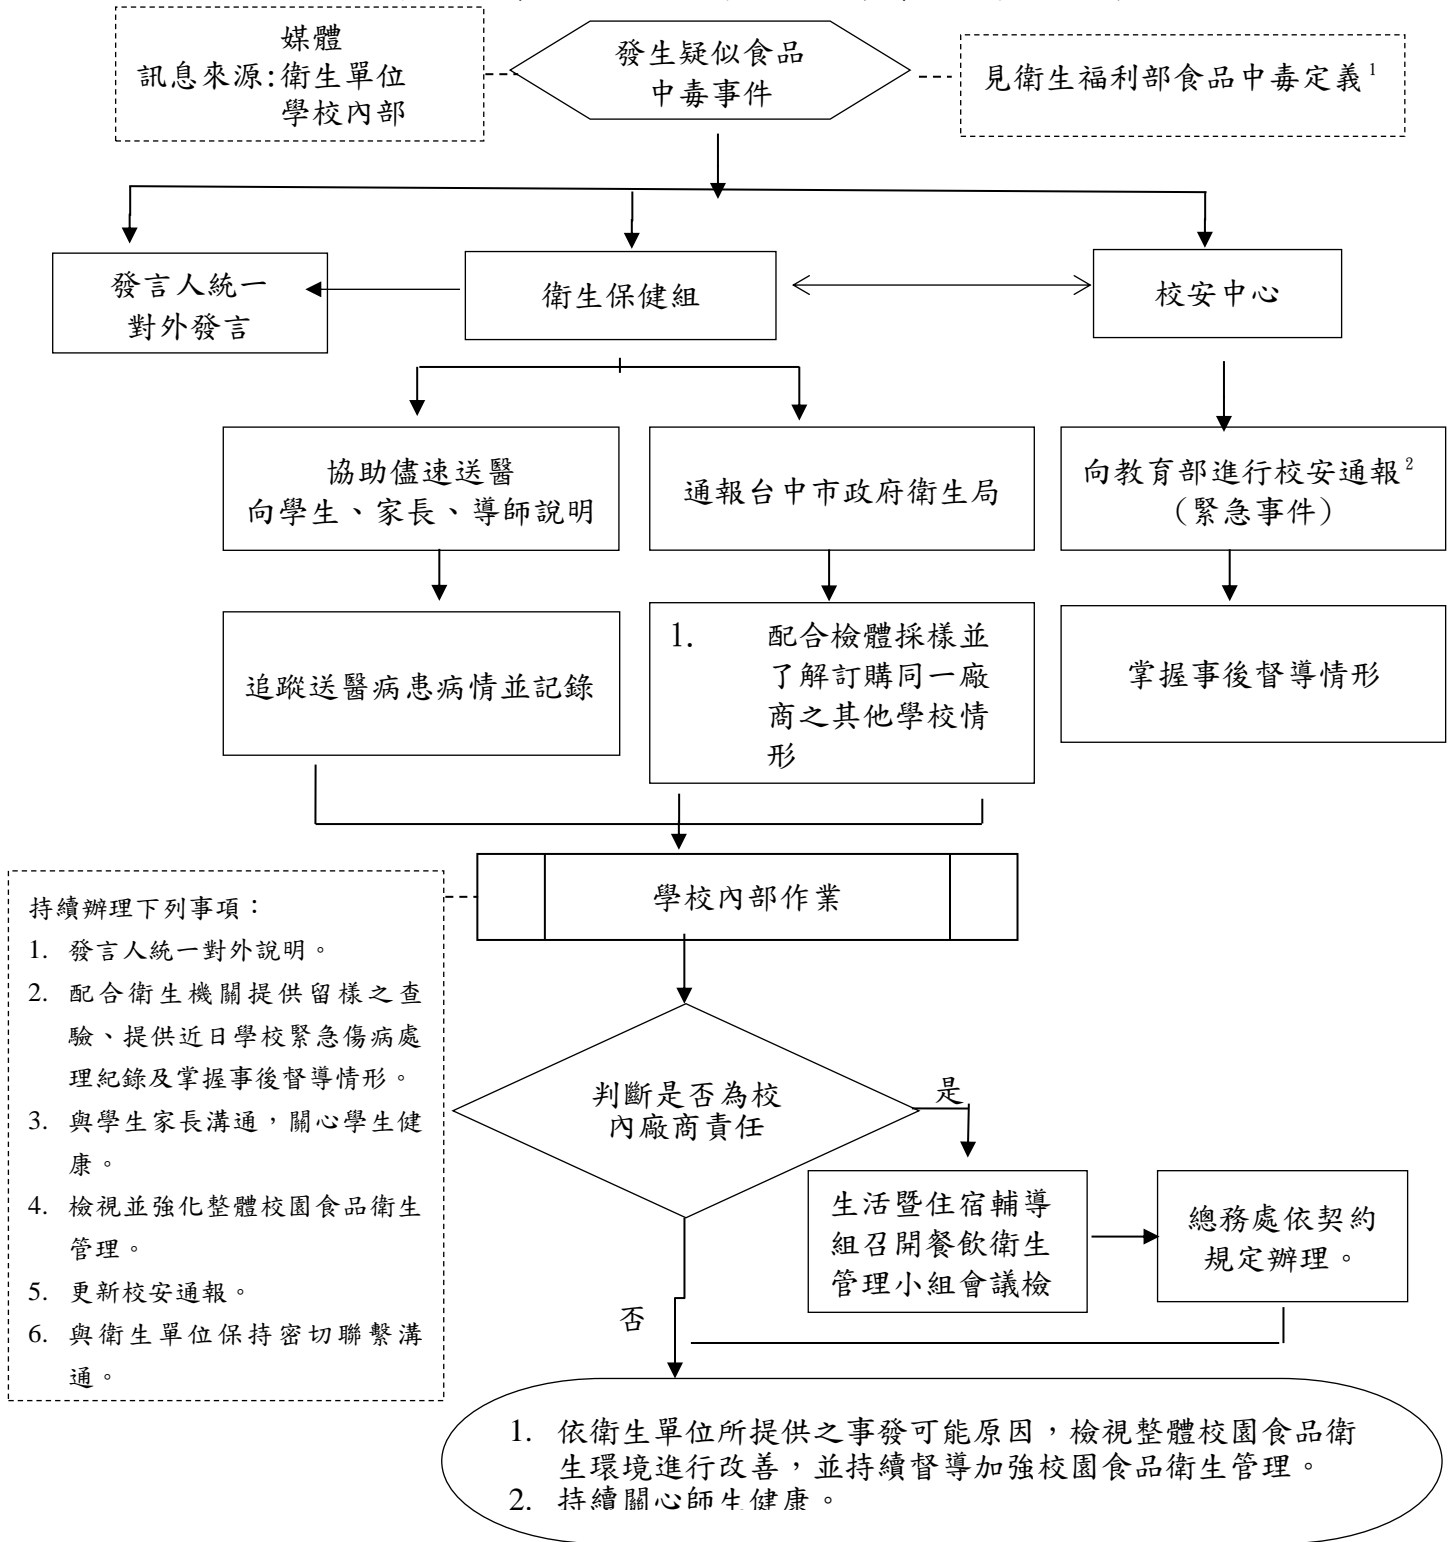 媒體
訊息來源:衛生單位
學校內部
發生疑似食品
中毒事件
見衛生福利部食品中毒定義1
發言人統一
對外發言
衛生保健組
校安中心
協助儘速送醫
向學生、家長、導師說明
通報台中市政府衛生局
向教育部進行校安通報2
(緊急事件)
追蹤送醫病患病情並記錄
1. 配合檢體採樣並
了解訂購同一廠
商之其他學校情
形
掌握事後督導情形
學校內部作業
持續辦理下列事項：
1. 發言人統一對外說明。
2. 配合衛生機關提供留樣之查
驗、提供近日學校緊急傷病處
理紀錄及掌握事後督導情形。
3. 與學生家長溝通，關心學生健
康。
4. 檢視並強化整體校園食品衛生
管理。
5. 更新校安通報。
6. 與衛生單位保持密切聯繫溝
通。
判斷是否為校
內廠商責任
是
生活暨住宿輔導
組召開餐飲衛生
管理小組會議檢
總務處依契約
規定辦理。
否
1. 依衛生單位所提供之事發可能原因，檢視整體校園食品衛
生環境進行改善，並持續督導加強校園食品衛生管理。
2. 持續關心師生健康。